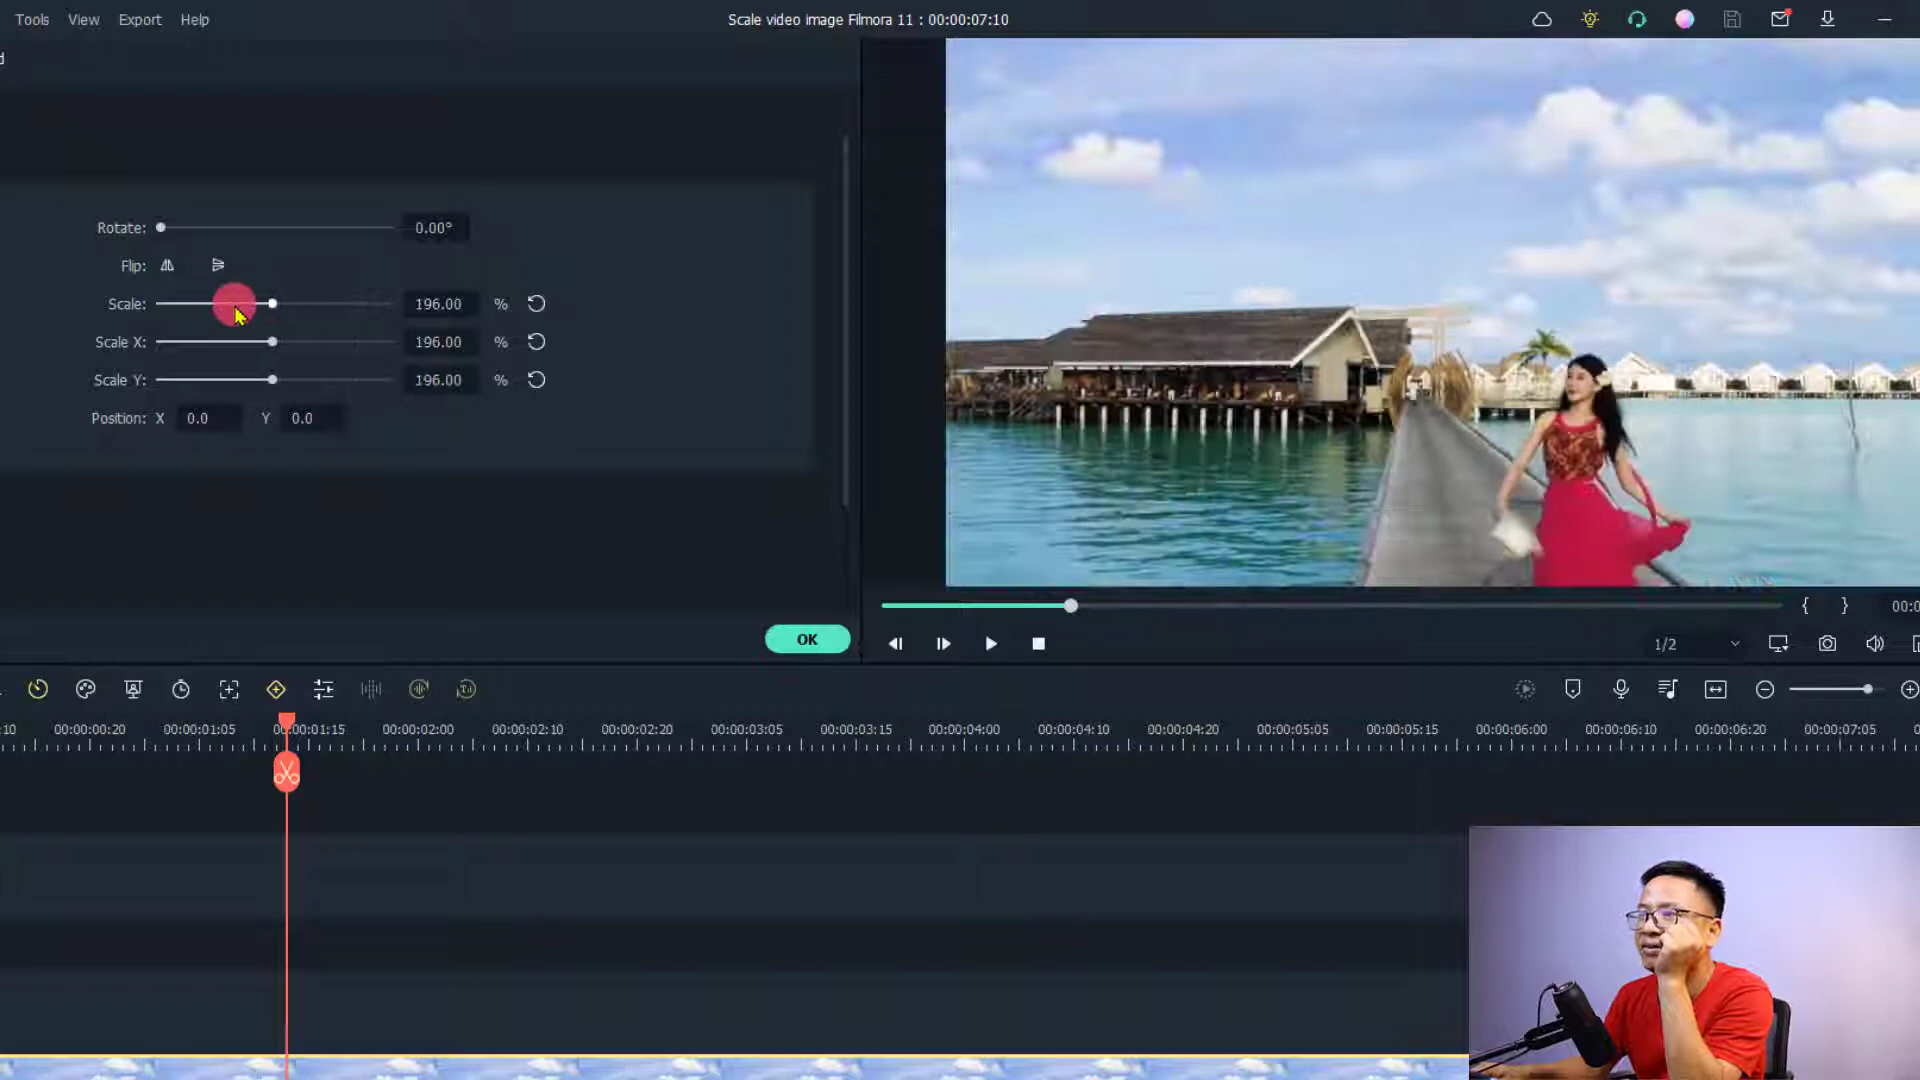 Tools View Export Help
Scale video image Filmora 11 : 00:00:07:10
d
Rotate: 0.00°
Flip:
Scale: 196.00 %
Scale X: 196.00 %
Scale Y: 196.00 %
Position: X 0.0 Y 0.0
{ } 00:0
OK
1/2
:10 00:00:00:20 00:00:01:05 00:00:01:15 00:00:02:00 00:00:02:10 00:00:02:20 00:00:03:05 00:00:03:15 00:00:04:00 00:00:04:10 00:00:04:20 00:00:05:05 00:00:05:15 00:00:06:00 00:00:06:10 00:00:06:20 00:00:07:05